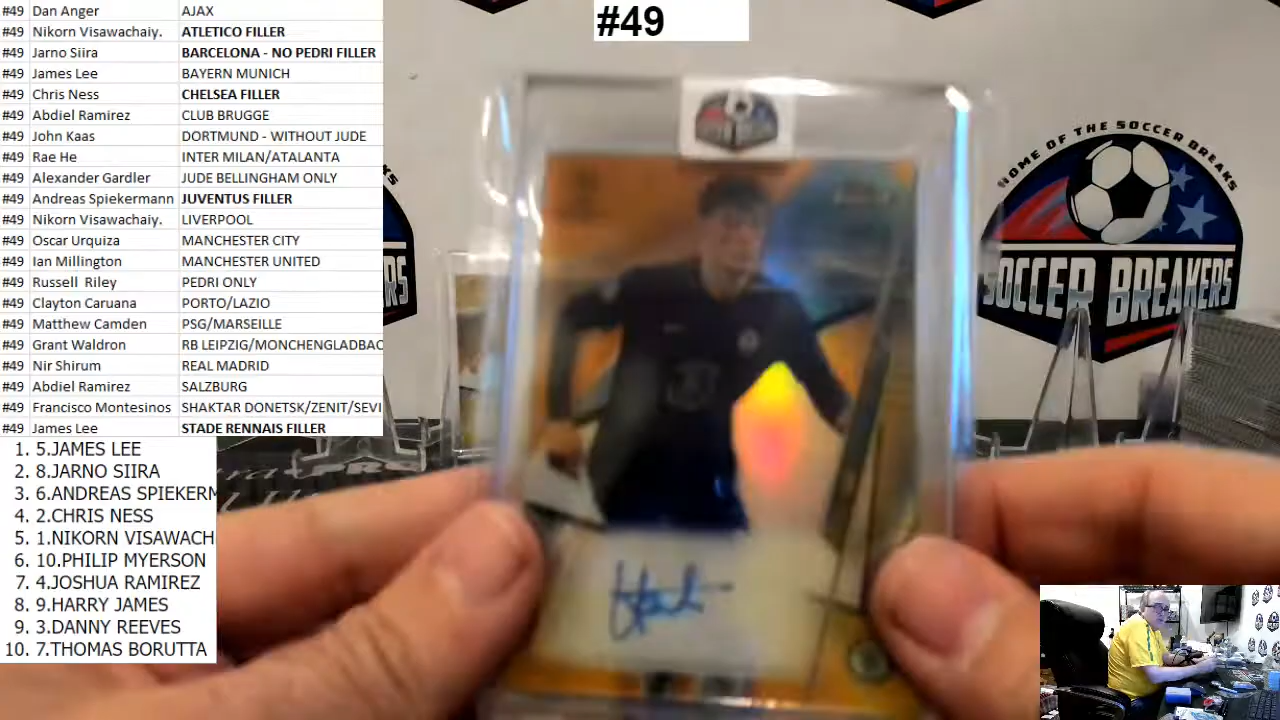 #49 Dan Anger AJAX
#49 Nikorn Visawachaiy. ATLETICO FILLER
#49 Jarno Siira BARCELONA - NO PEDRI FILLER
#49 James Lee BAYERN MUNICH
#49 Chris Ness CHELSEA FILLER
#49 Abdiel Ramirez CLUB BRUGGE
#49 John Kaas DORTMUND - WITHOUT JUDE
#49 Rae He INTER MILAN/ATALANTA
#49 Alexander Gardler JUDE BELLINGHAM ONLY
#49 Andreas Spiekermann JUVENTUS FILLER
#49 Nikorn Visawachaiy. LIVERPOOL
#49 Oscar Urquiza MANCHESTER CITY
#49 Ian Millington MANCHESTER UNITED
#49 Russell Riley PEDRI ONLY
#49 Clayton Caruana PORTO/LAZIO
#49 Matthew Camden PSG/MARSEILLE
#49 Grant Waldron RB LEIPZIG/MONCHENGLADBAC
#49 Nir Shirum REAL MADRID
#49 Abdiel Ramirez SALZBURG
#49 Francisco Montesinos SHAKTAR DONETSK/ZENIT/SEVI
#49 James Lee STADE RENNAIS FILLER
1. 5.JAMES LEE
2. 8.JARNO SIIRA
3. 6.ANDREAS SPIEKERM
4. 2.CHRIS NESS
5. 1.NIKORN VISAWACH
6. 10.PHILIP MYERSON
7. 4.JOSHUA RAMIREZ
8. 9.HARRY JAMES
9. 3.DANNY REEVES
10. 7.THOMAS BORUTTA
#49
SOCCER
BREAKERS
HOME OF THE SOCCER BREAKS
SOCCER BREAKERS